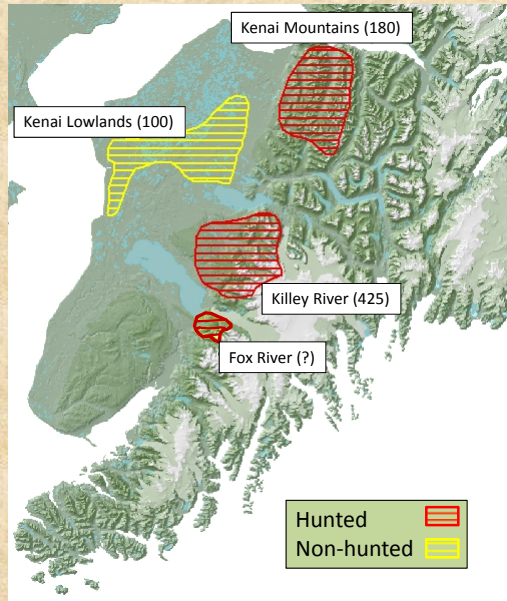 Kenai Mountains (180)
Kenai Lowlands (100)
Killey River (425)
Fox River (?)
Hunted
Non-hunted